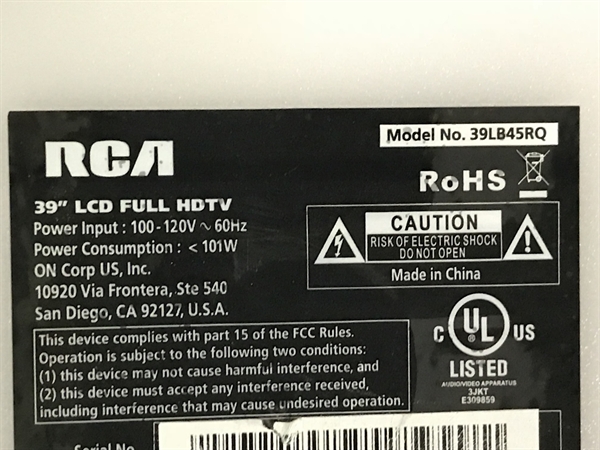 RCA
Model No. 39LB45RQ
RoHS
39" LCD FULL HDTV
Power Input : 100-120V ~ 60Hz
Power Consumption : < 101W
ON Corp US, Inc.
10920 Via Frontera, Ste 540
San Diego, CA 92127, U.S.A.
CAUTION
RISK OF ELECTRIC SHOCK
DO NOT OPEN
Made in China
This device complies with part 15 of the FCC Rules.
Operation is subject to the following two conditions:
(1) this device may not cause harmful interference, and
(2) this device must accept any interference received,
including interference that may cause undesired operation.
C UL US
®
LISTED
AUDIO/VIDEO APPARATUS
3JKT
E309859
Serial No.